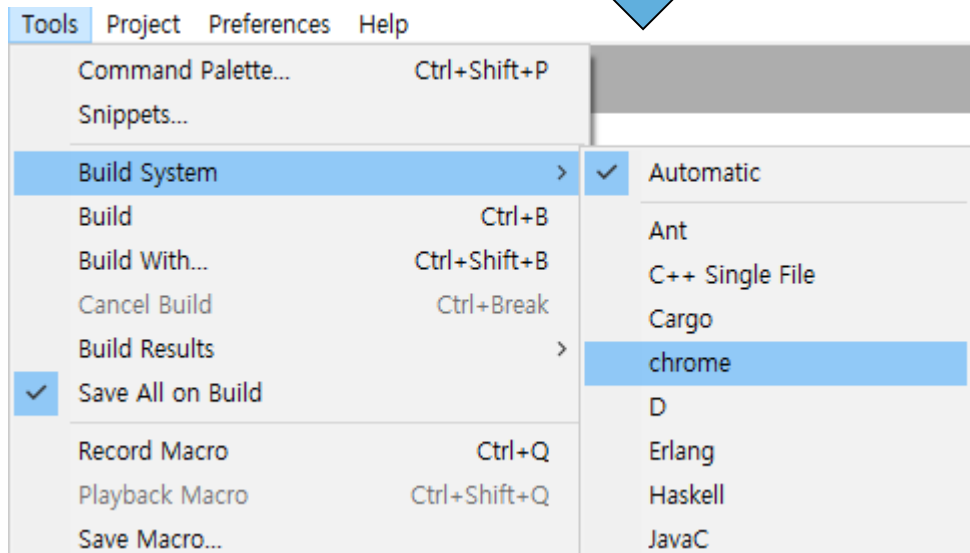 Tools Project Preferences Help
Command Palette... Ctrl+Shift+P
Snippets...
Build System
Build Ctrl+B
Build With... Ctrl+Shift+B
Cancel Build Ctrl+Break
Build Results
Save All on Build
Record Macro Ctrl+Q
Playback Macro Ctrl+Shift+Q
Save Macro...
Automatic
Ant
C++ Single File
Cargo
chrome
D
Erlang
Haskell
JavaC